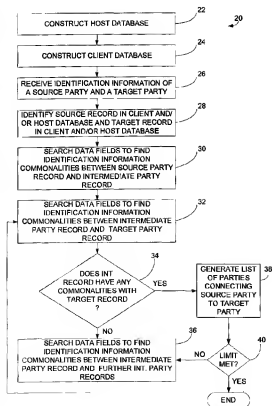 CONSTRUCT HOST
DATABASE
22
20
CONSTRUCT CLIENT
DATABASE
24
RECEIVE IDENTIFICATION INFORMATION OF
A SOURCE PARTY AND A TARGET PARTY
26
IDENTIFY SOURCE RECORD IN CLIENT AND/
OR HOST DATABASE AND TARGET RECORD
IN CLIENT AND/OR HOST DATABASE
28
SEARCH DATA FIELDS TO FIND
IDENTIFICATION INFORMATION
COMMONALITIES BETWEEN SOURCE PARTY
RECORD AND INTERMEDIATE PARTY
RECORD
30
SEARCH DATA FIELDS TO FIND
IDENTIFICATION INFORMATION
COMMONALITIES BETWEEN INTERMEDIATE
PARTY RECORD AND TARGET PARTY
RECORD
32
DOES INT
RECORD HAVE ANY
COMMONALITIES WITH
TARGET RECORD
?
34
YES
GENERATE LIST
OF PARTIES
CONNECTING
SOURCE PARTY
TO TARGET
PARTY
38
NO
SEARCH DATA FIELDS TO FIND
IDENTIFICATION INFORMATION
COMMONALITIES BETWEEN INTERMEDIATE
PARTY RECORD AND FURTHER INT. PARTY
RECORDS
36
NO
LIMIT
MET?
40
YES
END